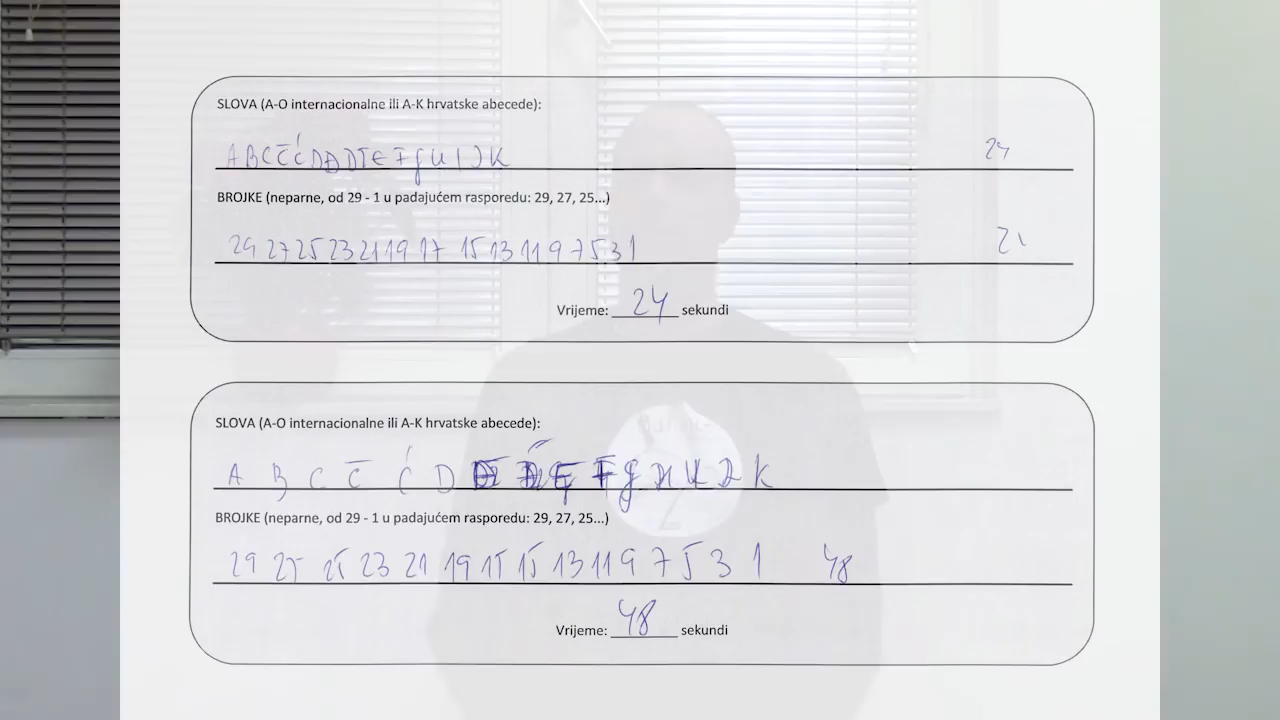 SLOVA (A-O internacionalne ili A-K hrvatske abecede):
A B C Č Ć D Đ DŽ E F g H I J K 24
BROJKE (neparne, od 29 - 1 u padajućem rasporedu: 29, 27, 25...)
29 27 25 23 21 19 17 15 13 11 9 7 5 3 1 21
Vrijeme: 24 sekundi
SLOVA (A-O internacionalne ili A-K hrvatske abecede):
A B C Č Ć D E F g K
BROJKE (neparne, od 29 - 1 u padajućem rasporedu: 29, 27, 25...)
29 27 25 23 21 19 17 15 13 11 9 7 5 3 1 48
Vrijeme: 48 sekundi